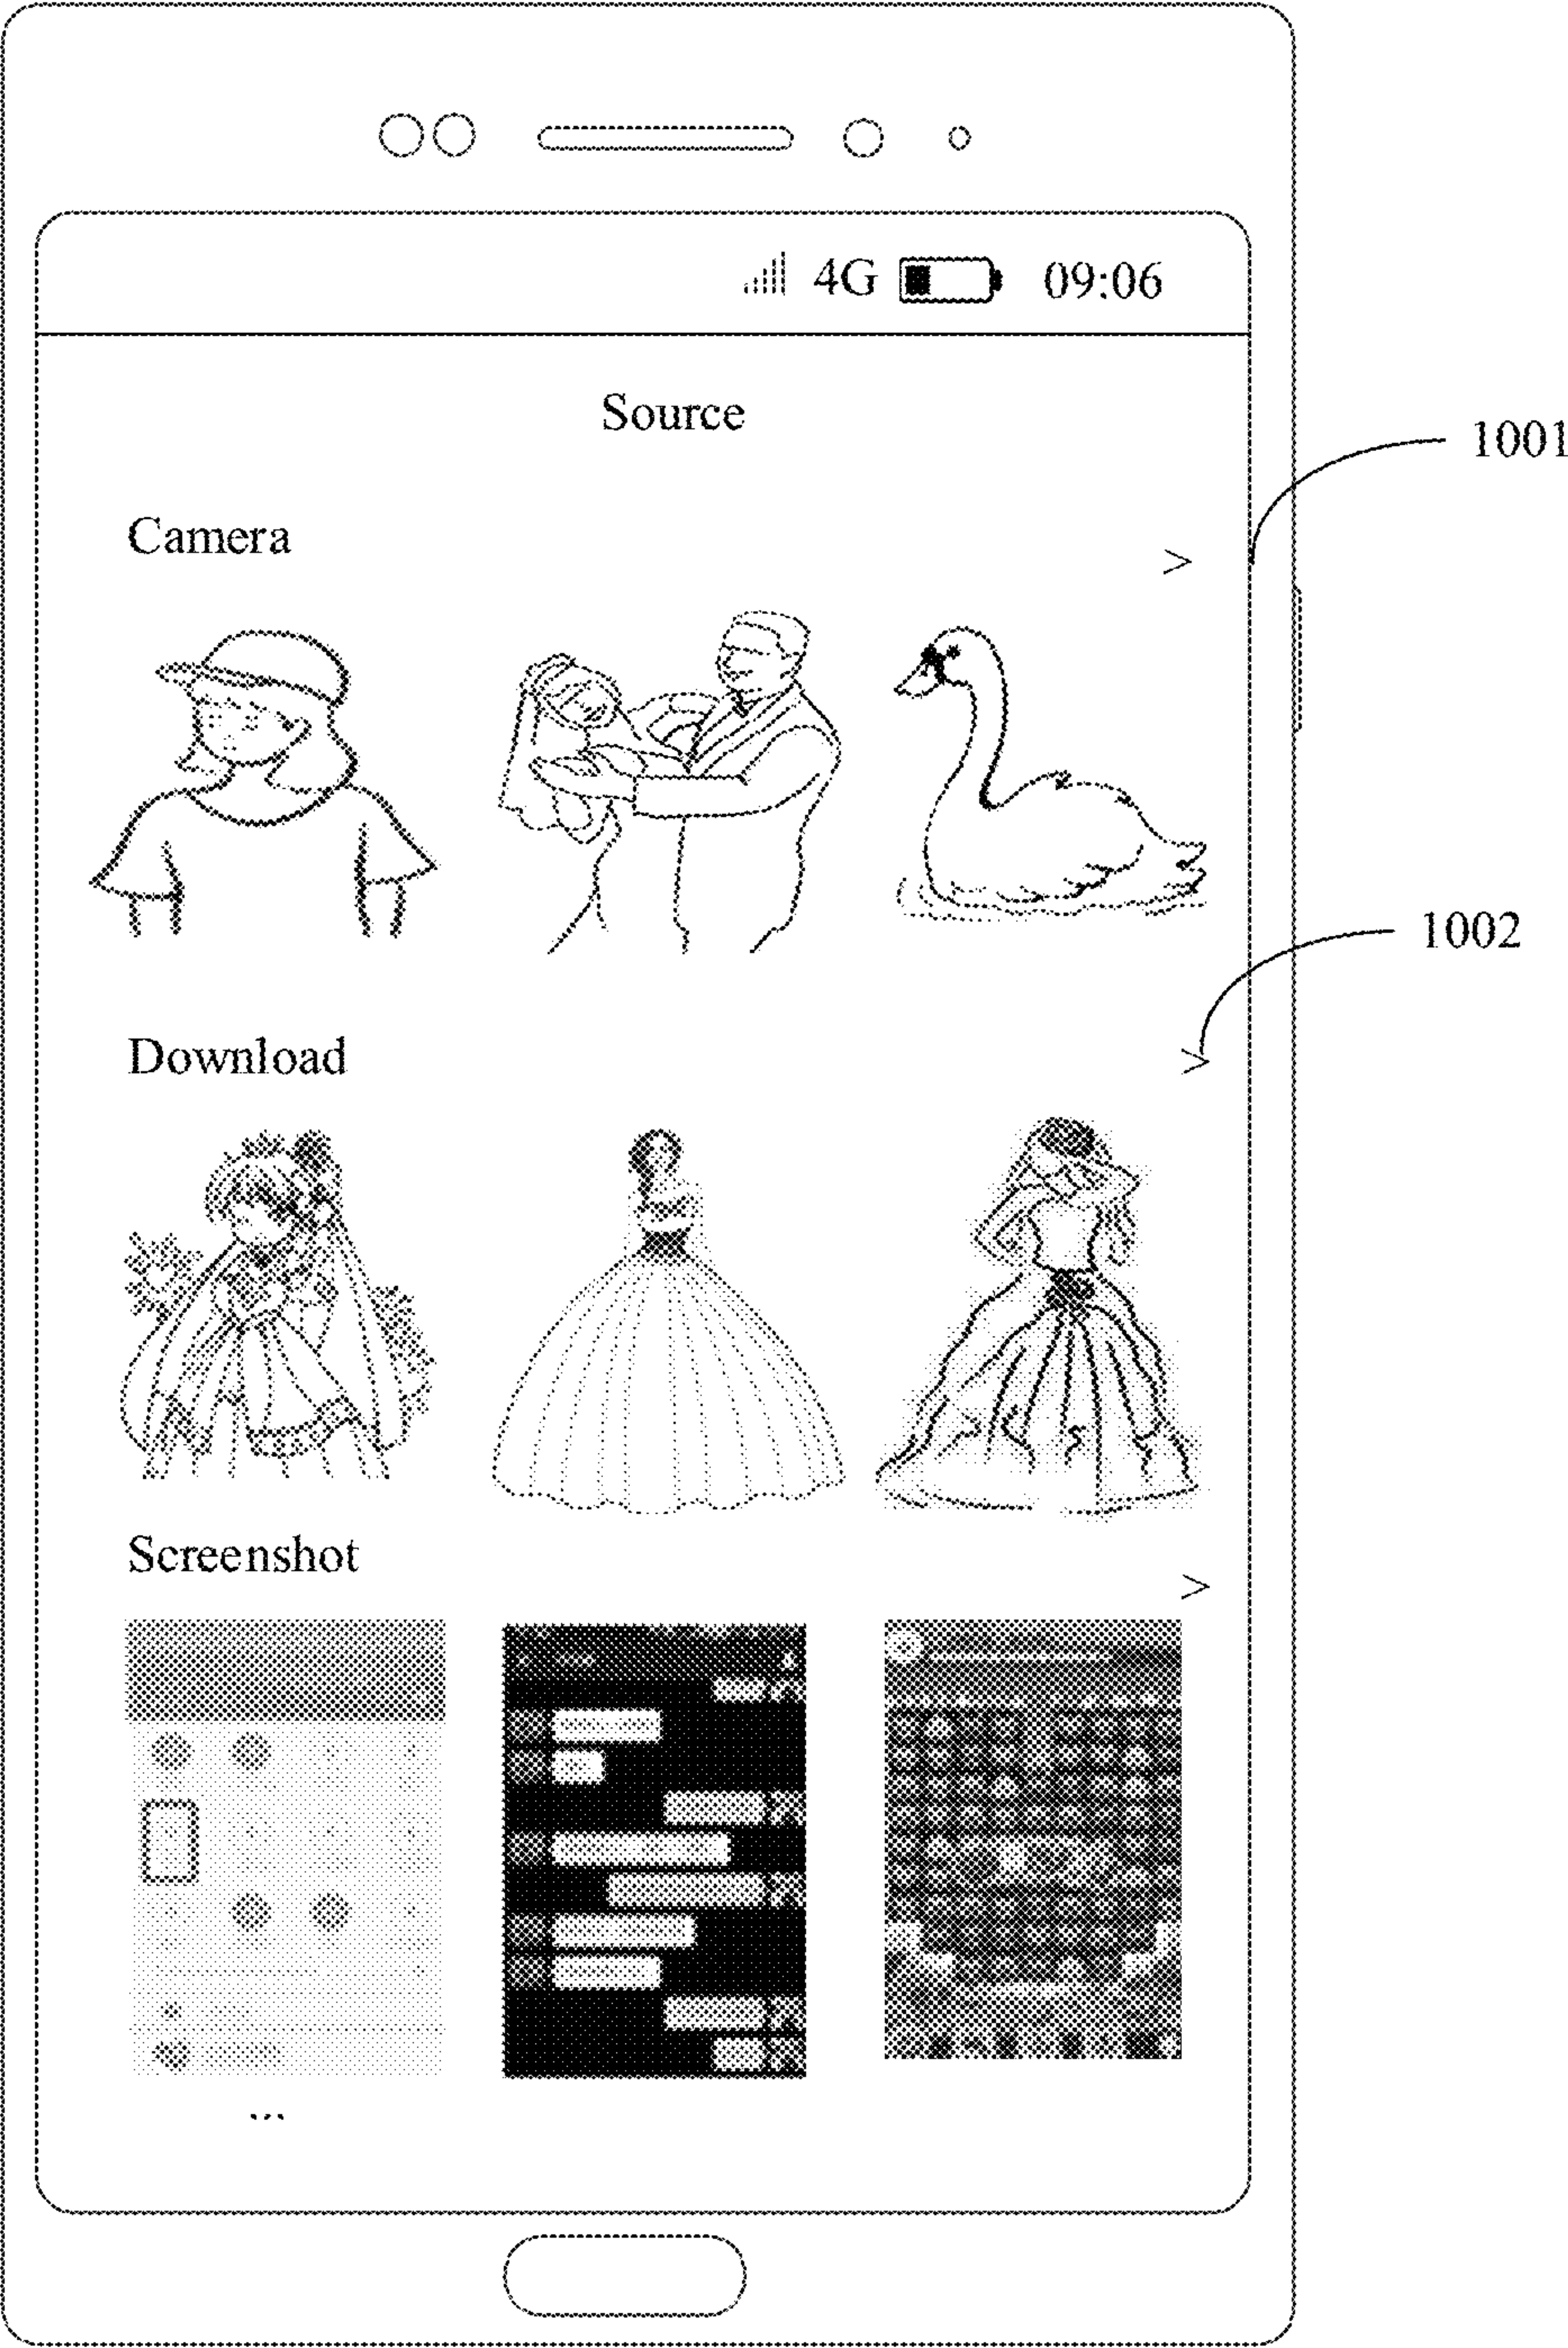 4G 09:06
Source
1001
Camera
>
1002
Download
>
Screenshot
>
...